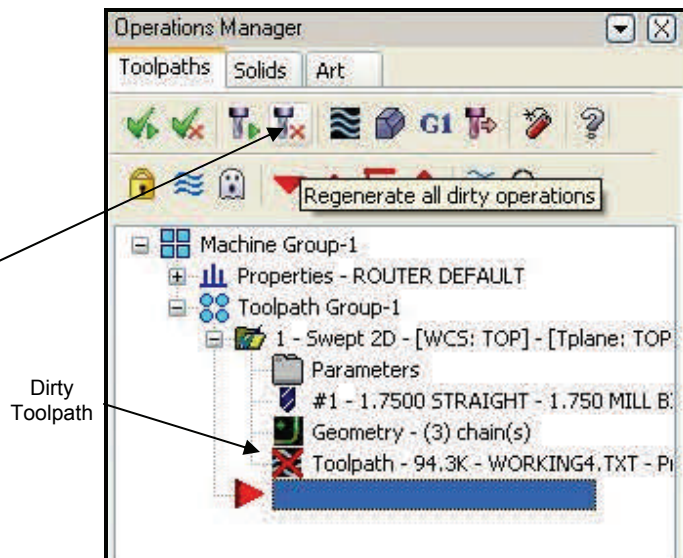 Operations Manager
Toolpaths Solids Art
G1
Regenerate all dirty operations
Machine Group-1
Properties - ROUTER DEFAULT
Toolpath Group-1
1 - Swept 2D - [WCS: TOP] - [Tplane: TOP
Parameters
#1 - 1.7500 STRAIGHT - 1.750 MILL B
Geometry - (3) chain(s)
Dirty
Toolpath
Toolpath - 94.3K - WORKING4.TXT - P